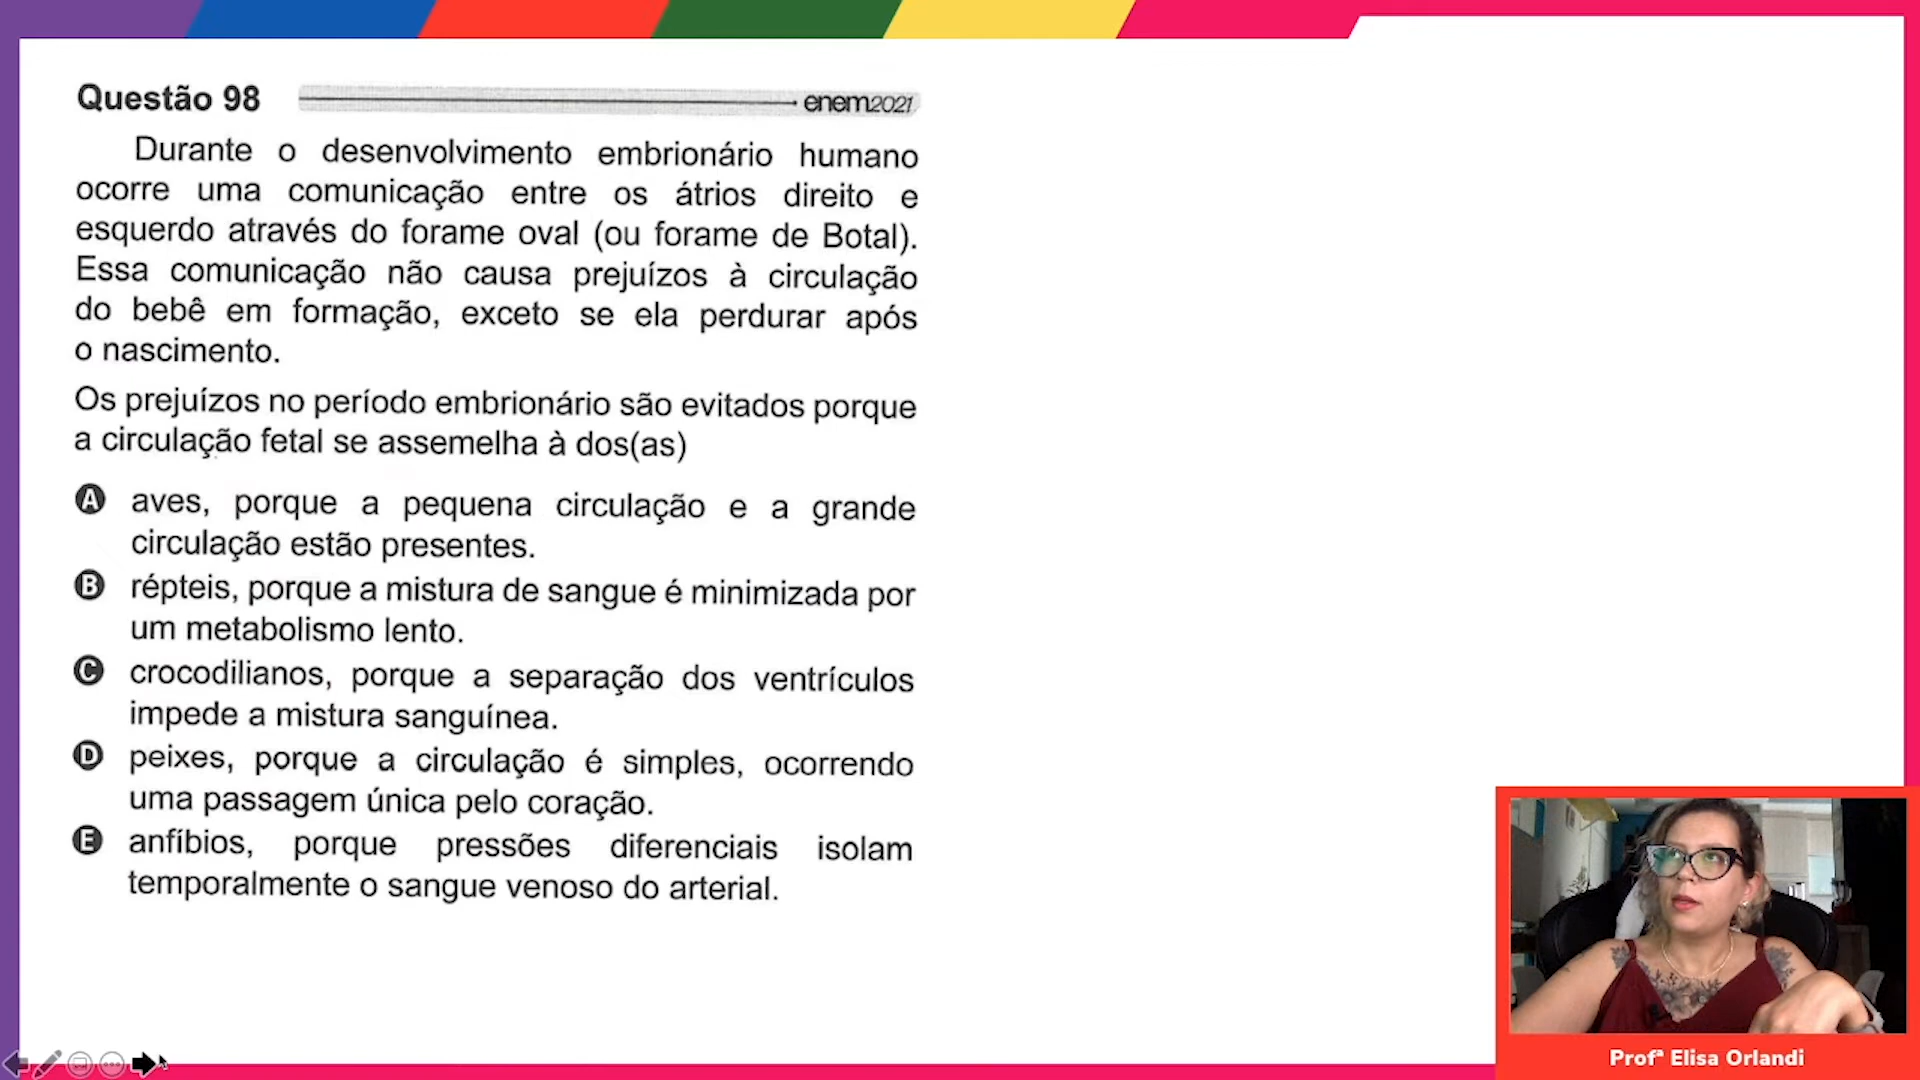 Questão 98
enem2021
Durante o desenvolvimento embrionário humano
ocorre uma comunicação entre os átrios direito e
esquerdo através do forame oval (ou forame de Botal).
Essa comunicação não causa prejuízos à circulação
do bebê em formação, exceto se ela perdurar após
o nascimento.
Os prejuízos no período embrionário são evitados porque
a circulação fetal se assemelha à dos(as)
A aves, porque a pequena circulação e a grande
circulação estão presentes.
B répteis, porque a mistura de sangue é minimizada por
um metabolismo lento.
C crocodilianos, porque a separação dos ventrículos
impede a mistura sanguínea.
D peixes, porque a circulação é simples, ocorrendo
uma passagem única pelo coração.
E anfíbios, porque pressões diferenciais isolam
temporalmente o sangue venoso do arterial.
Profª Elisa Orlandi